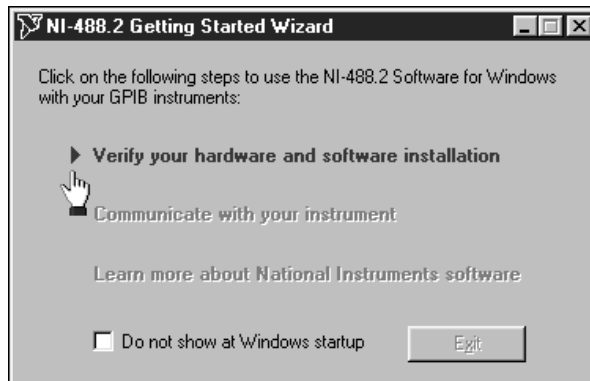 NI-488.2 Getting Started Wizard
Click on the following steps to use the NI-488.2 Software for Windows
with your GPIB instruments:
Verify your hardware and software installation
Communicate with your instrument
Learn more about National Instruments software
Do not show at Windows startup
Exit